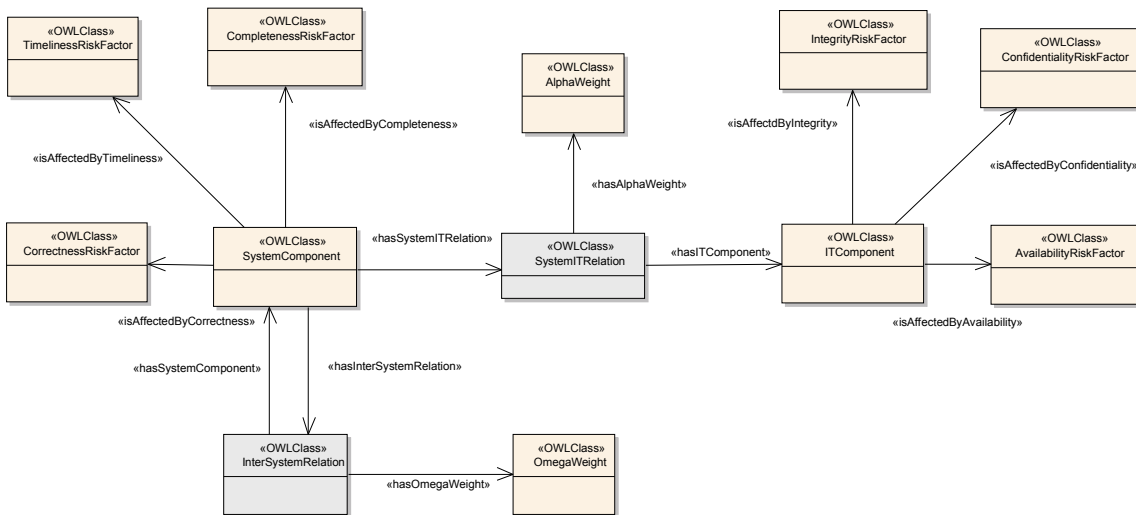 «OWLClass»
TimelinessRiskFactor
«OWLClass»
CompletenessRiskFactor
«OWLClass»
AlphaWeight
«OWLClass»
IntegrityRiskFactor
«OWLClass»
ConfidentialityRiskFactor
«isAffectedByCompleteness»
«isAffectdByIntegrity»
«isAffectedByTimeliness»
«isAffectedByConfidentiality»
«hasAlphaWeight»
«OWLClass»
CorrectnessRiskFactor
«OWLClass»
SystemComponent
«hasSystemITRelation»
«OWLClass»
SystemITRelation
«hasITComponent»
«OWLClass»
ITComponent
«OWLClass»
AvailabilityRiskFactor
«isAffectedByCorrectness»
«isAffectedByAvailability»
«hasSystemComponent»
«hasInterSystemRelation»
«OWLClass»
InterSystemRelation
«hasOmegaWeight»
«OWLClass»
OmegaWeight